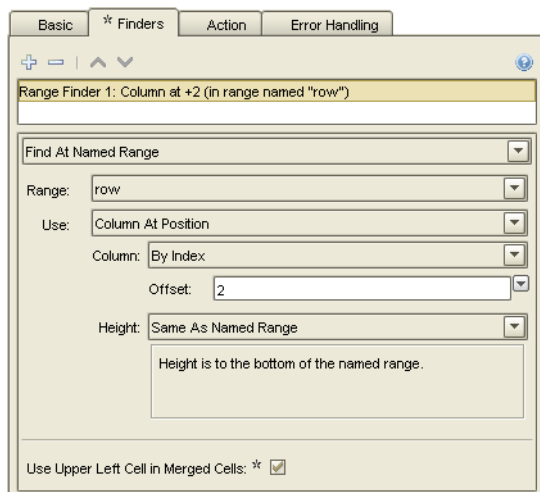 Basic
* Finders
Action
Error Handling
Range Finder 1: Column at +2 (in range named "row")
Find At Named Range
Range: row
Use: Column At Position
Column: By Index
Offset: 2
Height: Same As Named Range
Height is to the bottom of the named range.
Use Upper Left Cell in Merged Cells: *